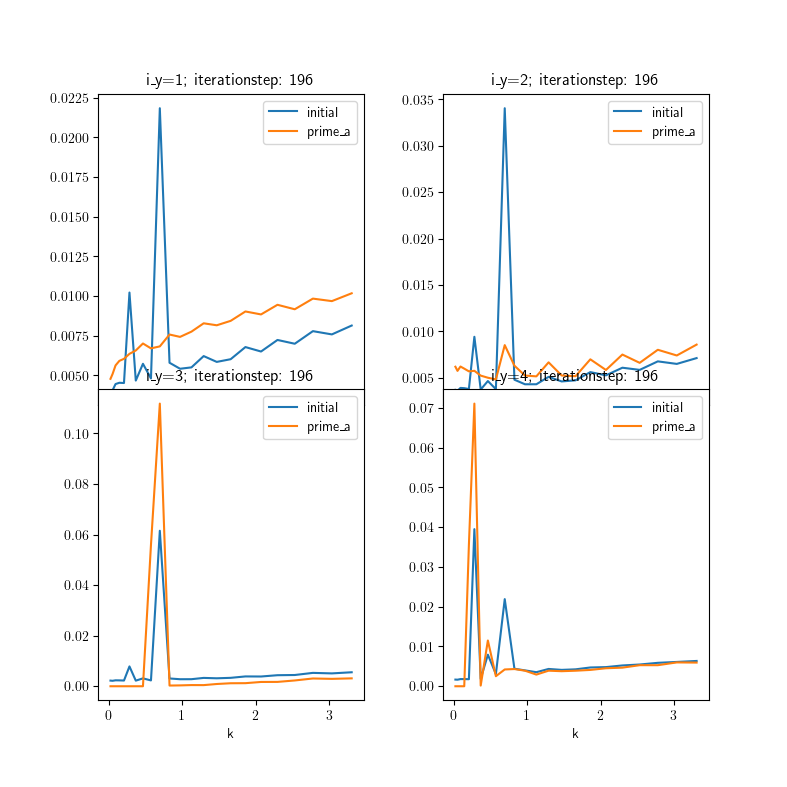 i_y=1; iterationstep: 196
i_y=2; iterationstep: 196
0.0225
0.0200
0.0175
0.0150
0.0125
0.0100
0.0075
0.0050
initial
prime_a
0.035
0.030
0.025
0.020
0.015
0.010
0.005
initial
prime_a
i_y=3; iterationstep: 196
i_y=4; iterationstep: 196
0.10
0.08
0.06
0.04
0.02
0.00
initial
prime_a
0 1 2 3
k
0.07
0.06
0.05
0.04
0.03
0.02
0.01
0.00
initial
prime_a
0 1 2 3
k